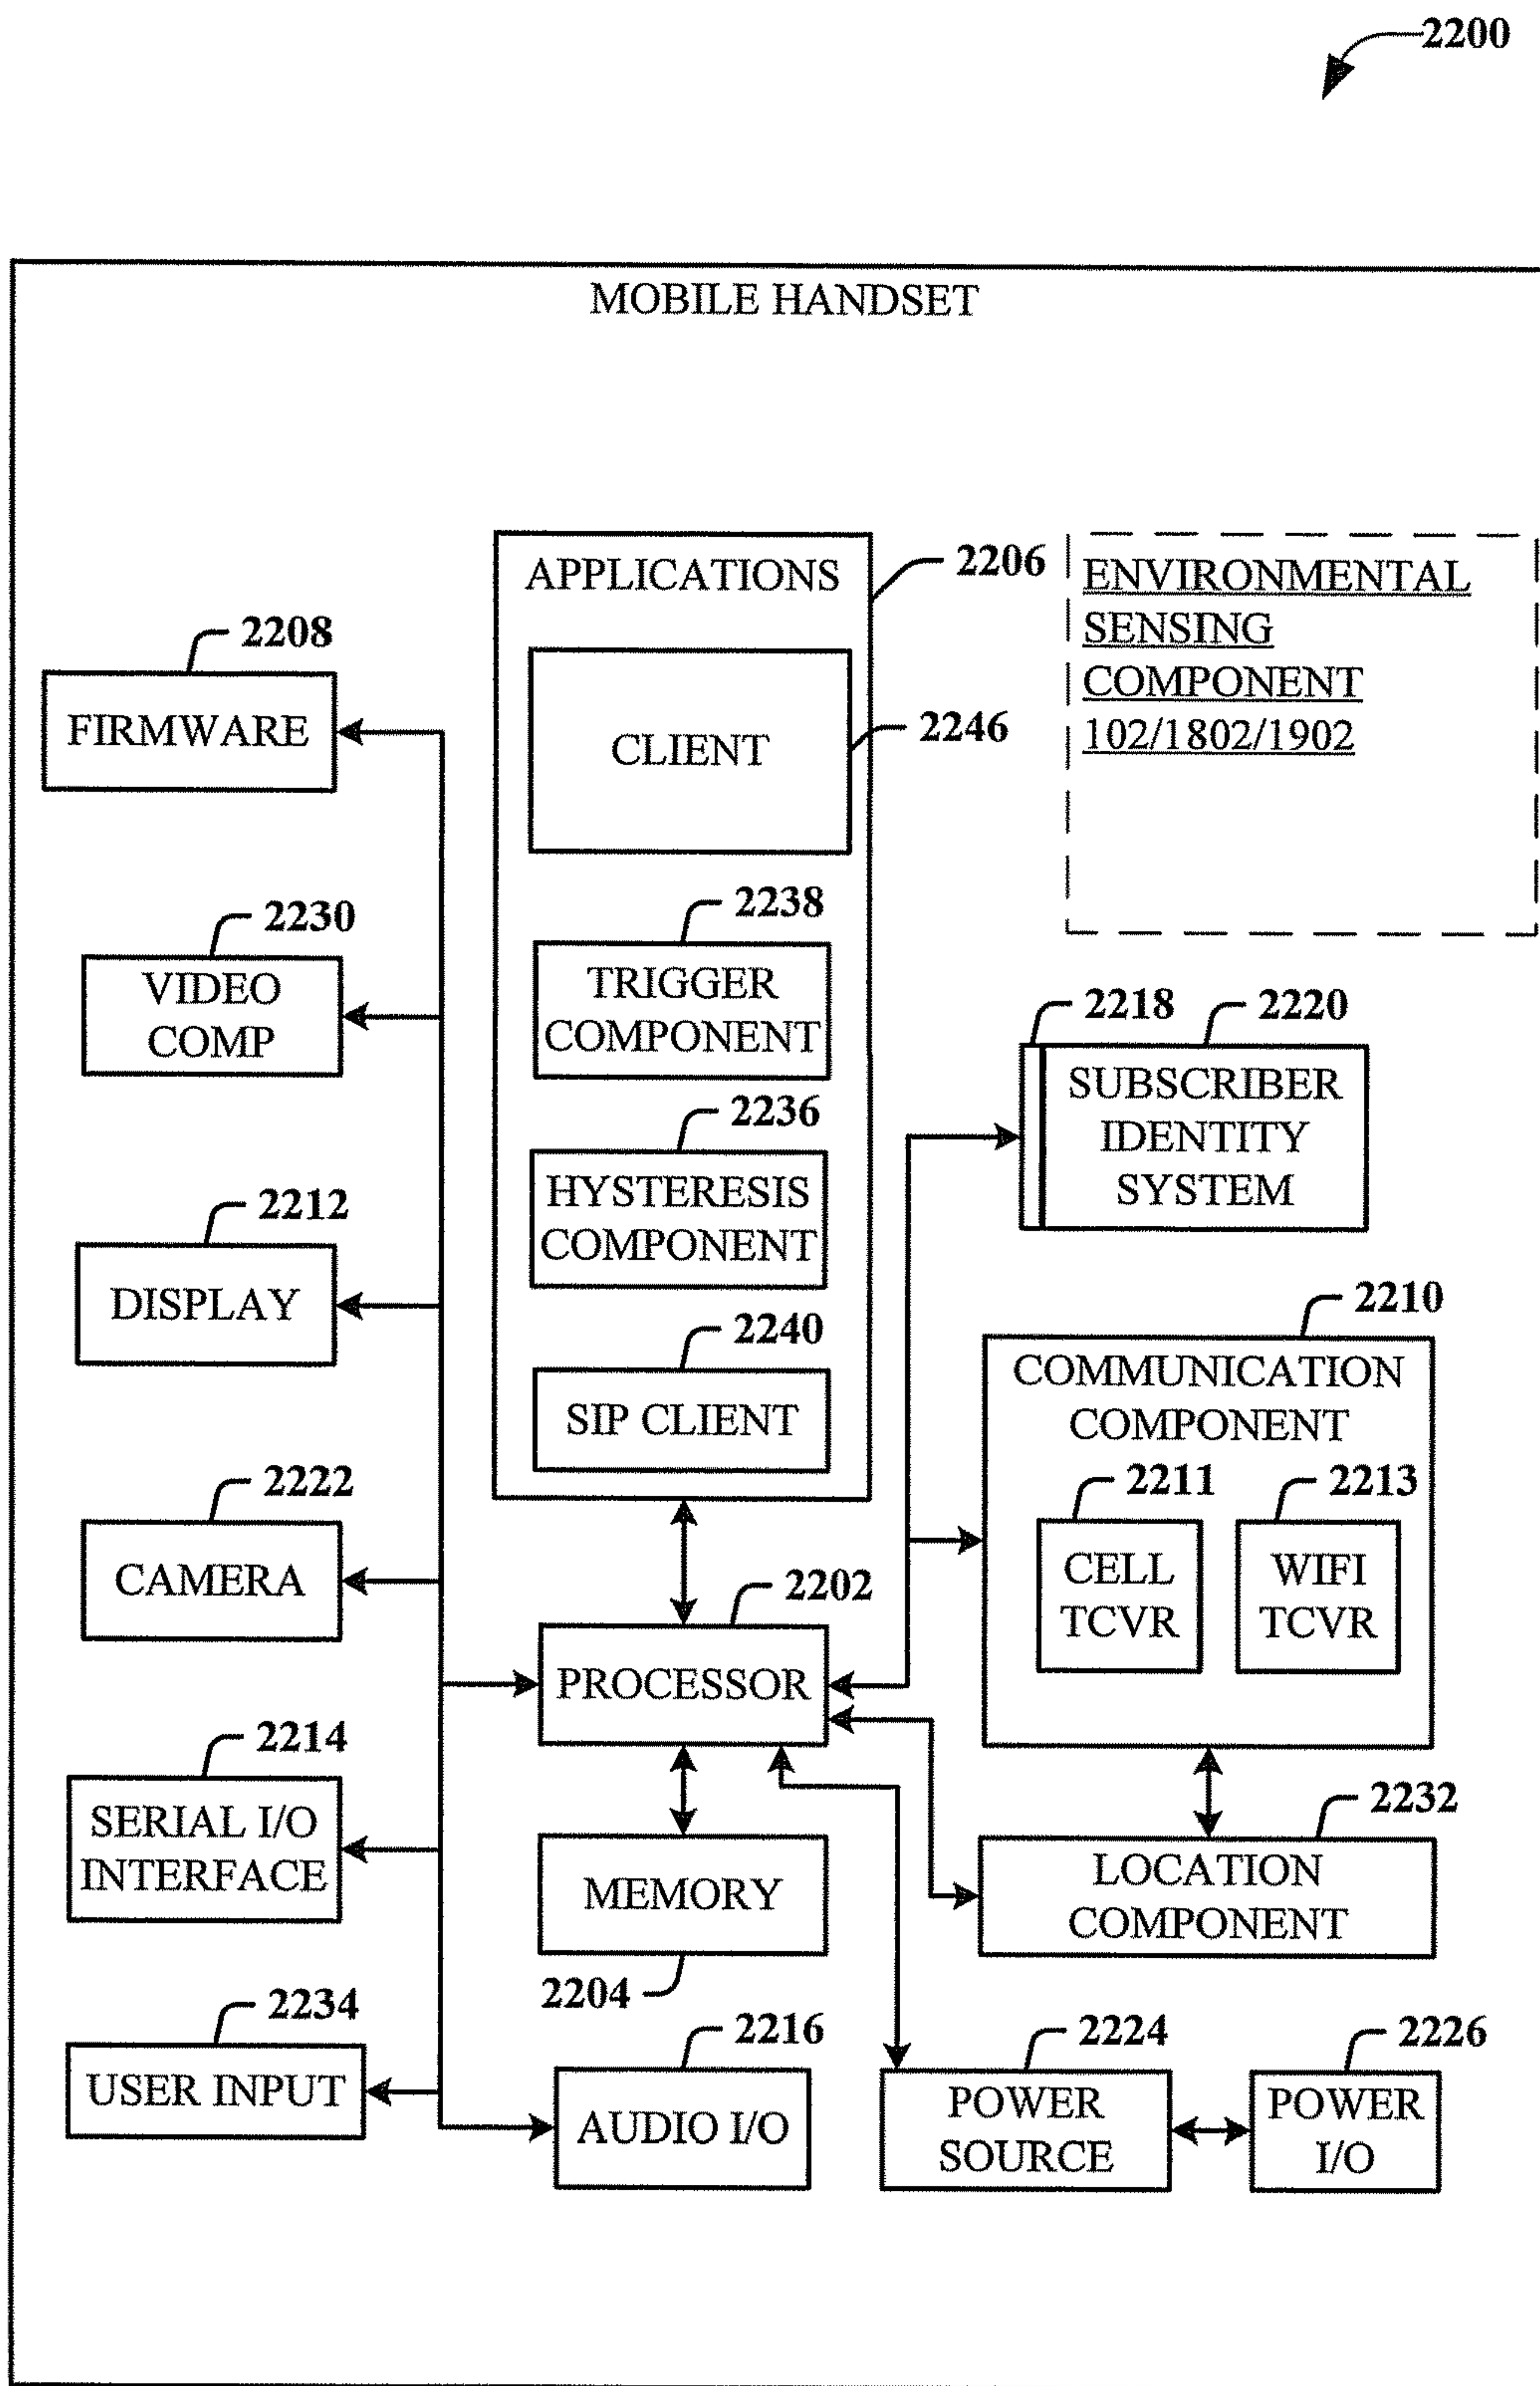 2200
MOBILE HANDSET
APPLICATIONS
2206
ENVIRONMENTAL
SENSING
COMPONENT
102/1802/1902
2208
FIRMWARE
CLIENT
2246
2230
VIDEO
COMP
2238
TRIGGER
COMPONENT
2218
2220
SUBSCRIBER
IDENTITY
SYSTEM
2236
HYSTERESIS
COMPONENT
2212
DISPLAY
2240
SIP CLIENT
2210
COMMUNICATION
COMPONENT
2211
CELL
TCVR
2213
WIFI
TCVR
2222
CAMERA
2202
PROCESSOR
2214
SERIAL I/O
INTERFACE
MEMORY
2204
2232
LOCATION
COMPONENT
2234
USER INPUT
2216
AUDIO I/O
2224
POWER
SOURCE
2226
POWER
I/O